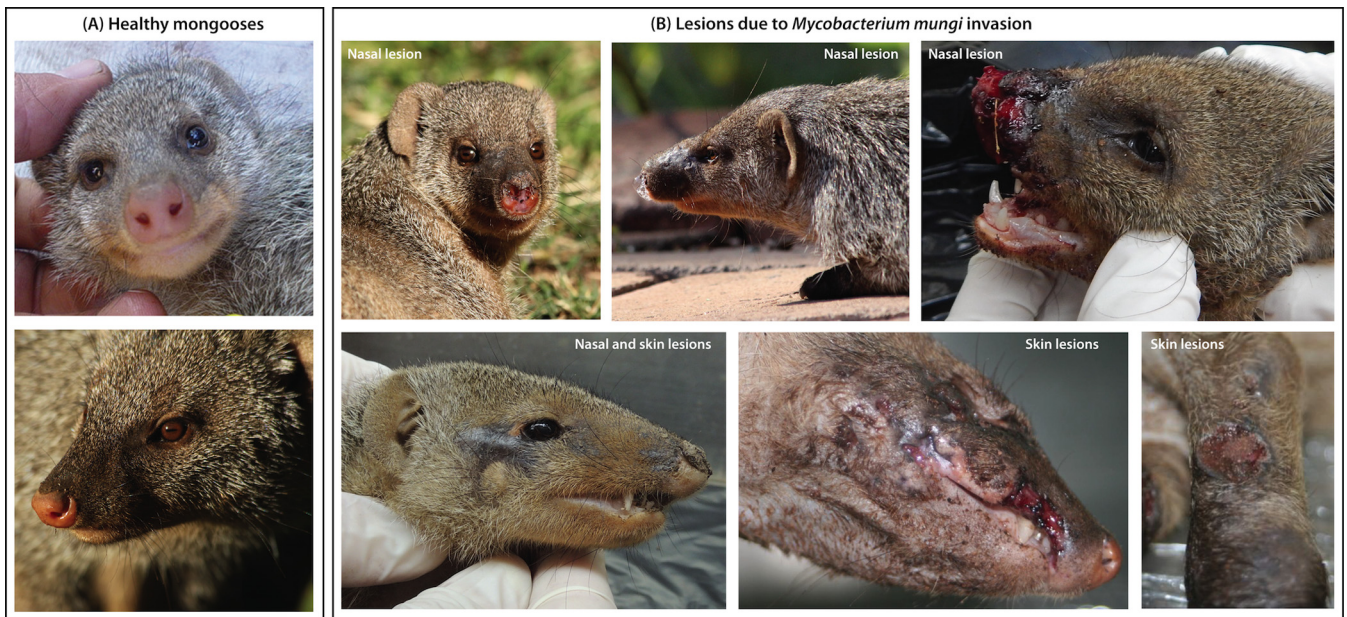 (A) Healthy mongooses
(B) Lesions due to Mycobacterium mungi invasion
Nasal lesion
Nasal lesion
Nasal lesion
Nasal and skin lesions
Skin lesions
Skin lesions